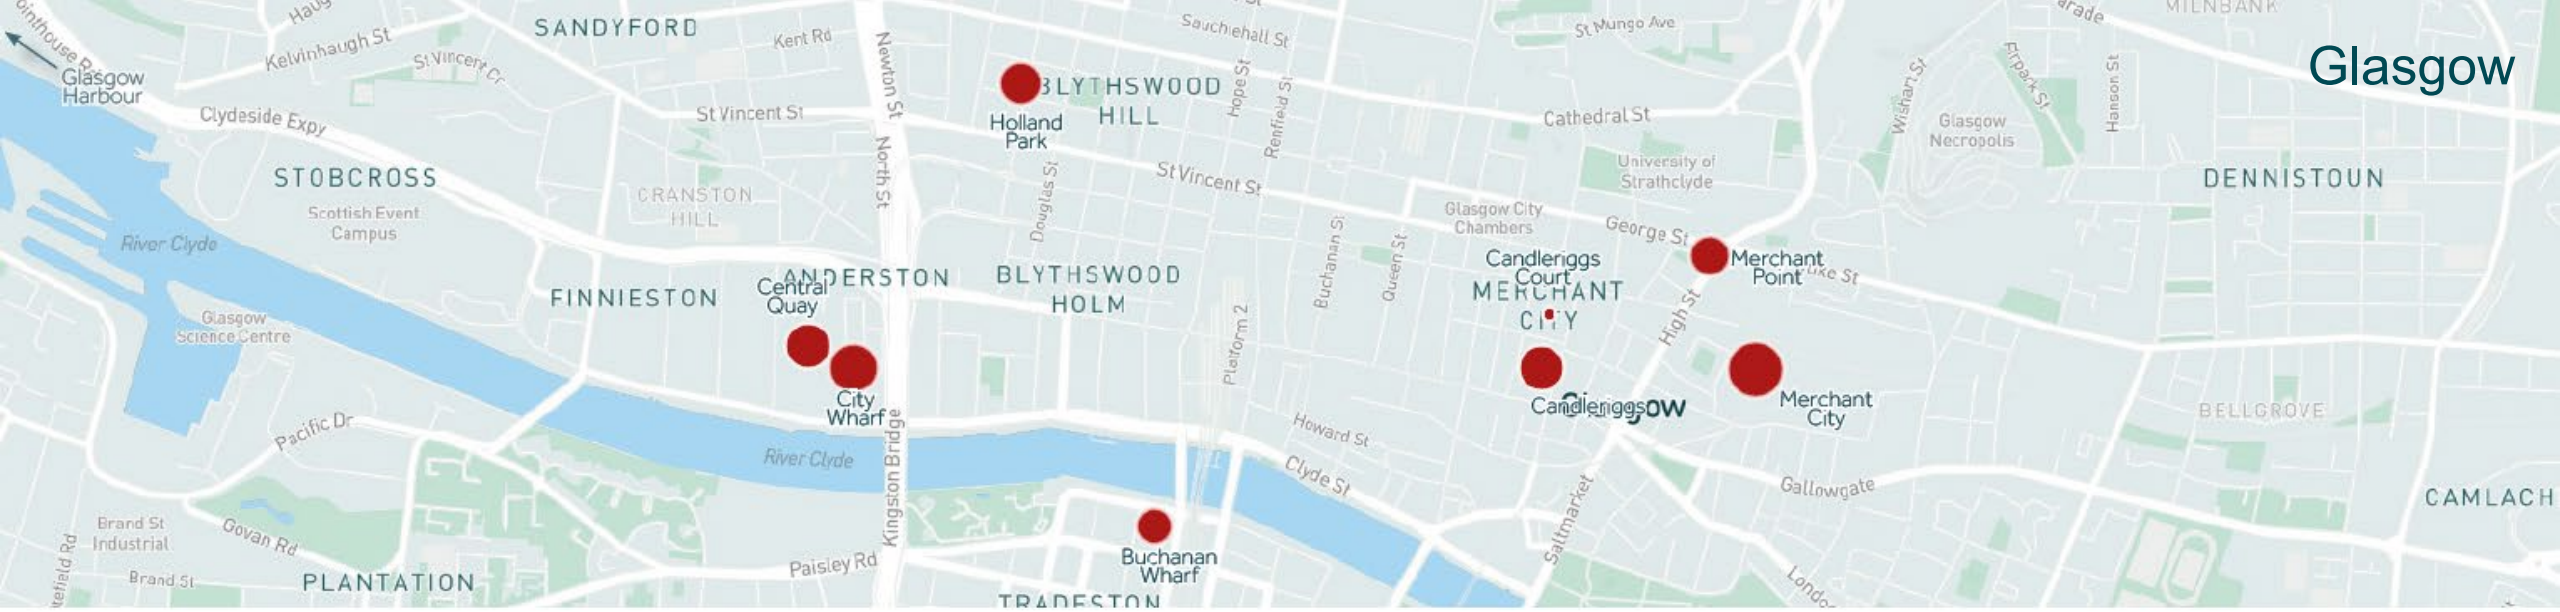 Glasgow
Haug
SANDYFORD
Kent Rd
Newton St
Sauchiehall St
St Mungo Ave
MILNBANK
Kelvinhaugh St
St Vincent Cr
Glasgow
Harbour
BLYTHSWOOD
HILL
Hope St
Renfield St
Wishart St
Firpark St
Hanson St
Clydeside Expy
St Vincent St
Holland
Park
Cathedral St
Glasgow
Necropolis
STOBCROSS
North St
Douglas St
St Vincent St
University of
Strathclyde
DENNISTOUN
CRANSTON
HILL
Scottish Event
Campus
Glasgow City
Chambers
George St
River Clyde
Buchanan St
Queen St
Candleriggs
Court
Merchant
Point
ANDERSTON
Central
Quay
BLYTHSWOOD
HOLM
MERCHANT
CITY
High St
FINNIESTON
Glasgow
Science Centre
Platform 2
City
Wharf
Candleriggs
Merchant
City
BELLGROVE
Pacific Dr
Howard St
River Clyde
Kingston Bridge
Clyde St
Gallowgate
Saltmarket
CAMLACH
Brand St
Industrial
Govan Rd
Buchanan
Wharf
Paisley Rd
Brand St
PLANTATION
TRADESTON
Londo